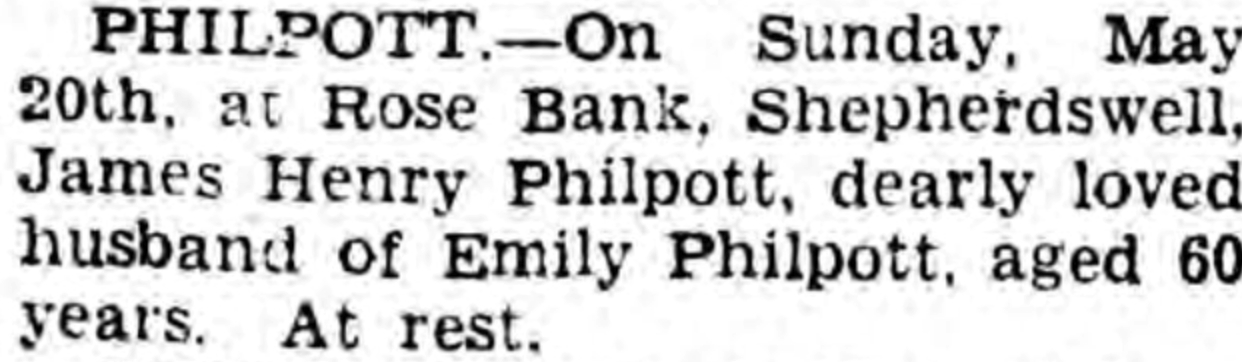 PHILPOTT.—On Sunday, May
20th, at Rose Bank, Shepherdswell,
James Henry Philpott, dearly loved
husband of Emily Philpott, aged 60
years. At rest.